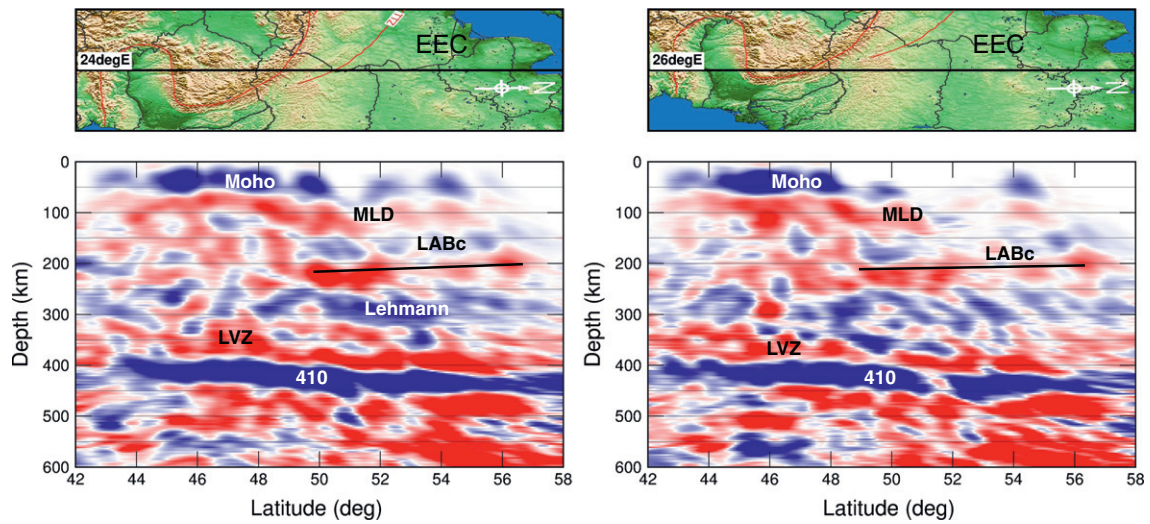 TTZ
EEC
24degE
N
EEC
26degE
N
0
100
200
300
400
500
600
Depth (km)
Moho
MLD
LABc
Lehmann
LVZ
410
42 44 46 48 50 52 54 56 58
Latitude (deg)
0
100
200
300
400
500
600
Depth (km)
Moho
MLD
LABc
LVZ
410
42 44 46 48 50 52 54 56 58
Latitude (deg)